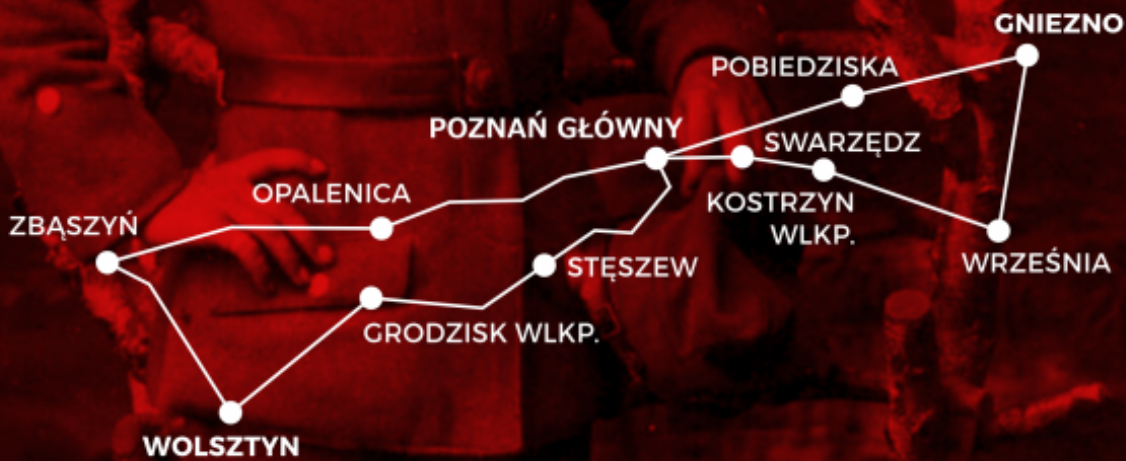 GNIEZNO
POBIEDZISKA
POZNAŃ GŁÓWNY
SWARZĘDZ
OPALENICA
KOSTRZYN
WLKP.
ZBĄSZYŃ
STĘSZEW
WRZEŚNIA
GRODZISK WLKP.
WOLSZTYN